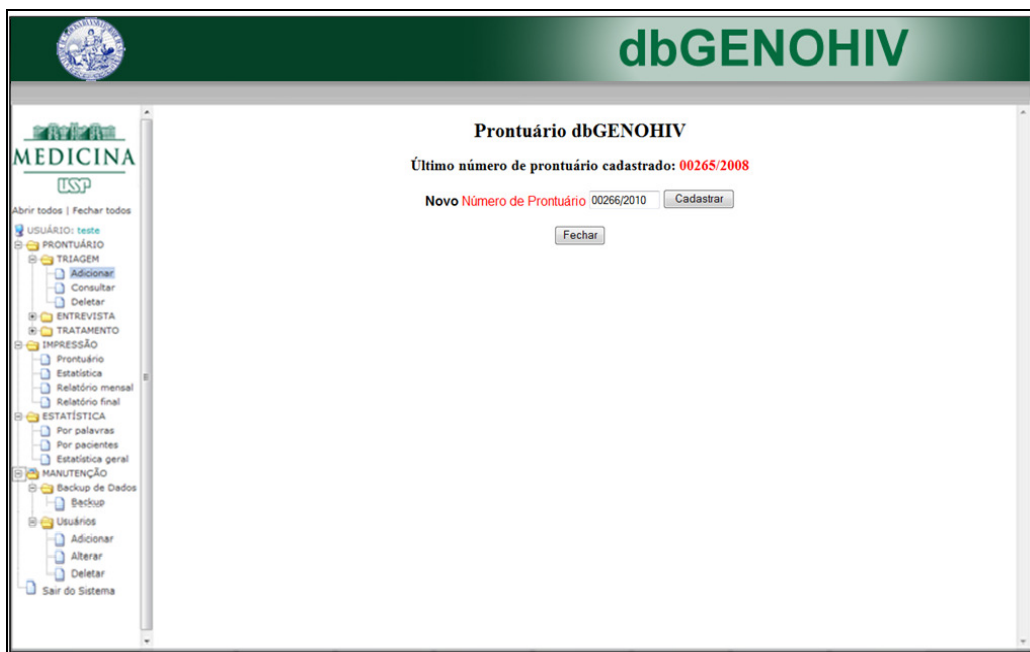 dbGENOHIV
MEDICINA
USP
Abrir todos | Fechar todos
USUÁRIO: teste
PRONTUÁRIO
TRIAGEM
Adicionar
Consultar
Deletar
ENTREVISTA
TRATAMENTO
IMPRESSÃO
Prontuário
Estatística
Relatório mensal
Relatório final
ESTATÍSTICA
Por palavras
Por pacientes
Estatística geral
MANUTENÇÃO
Backup de Dados
Backup
Usuários
Adicionar
Alterar
Deletar
Sair do Sistema
Prontuário dbGENOHIV
Último número de prontuário cadastrado: 00265/2008
Novo Número de Prontuário 00266/2010 Cadastrar
Fechar